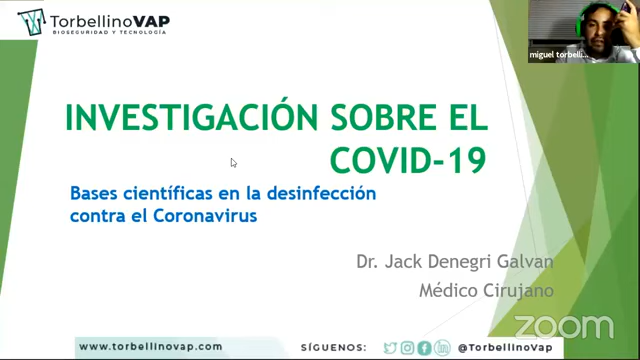 TorbellinoVAP
BIOSEGURIDAD Y TECNOLOGÍA
miguel torbelli...
INVESTIGACIÓN SOBRE EL
COVID-19
Bases científicas en la desinfección
contra el Coronavirus
Dr. Jack Denegri Galvan
Médico Cirujano
zoom
www.torbellinovap.com
SÍGUENOS:
@TorbellinoVap